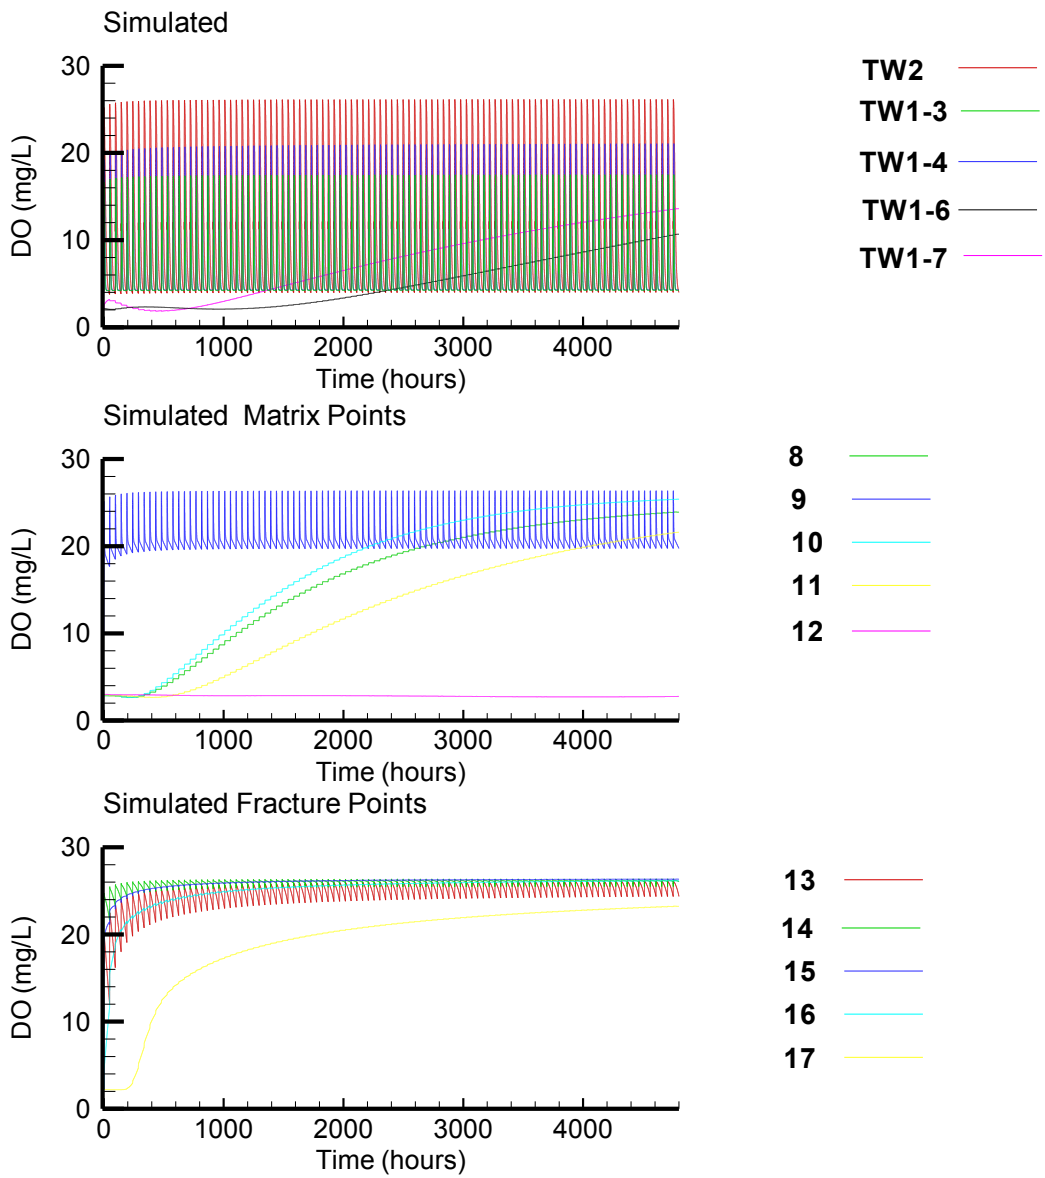 Simulated
30
20
10
0
DO (mg/L)
0 1000 2000 3000 4000
Time (hours)
TW2
TW1-3
TW1-4
TW1-6
TW1-7
Simulated Matrix Points
30
20
10
0
DO (mg/L)
0 1000 2000 3000 4000
Time (hours)
8
9
10
11
12
Simulated Fracture Points
30
20
10
0
DO (mg/L)
0 1000 2000 3000 4000
Time (hours)
13
14
15
16
17